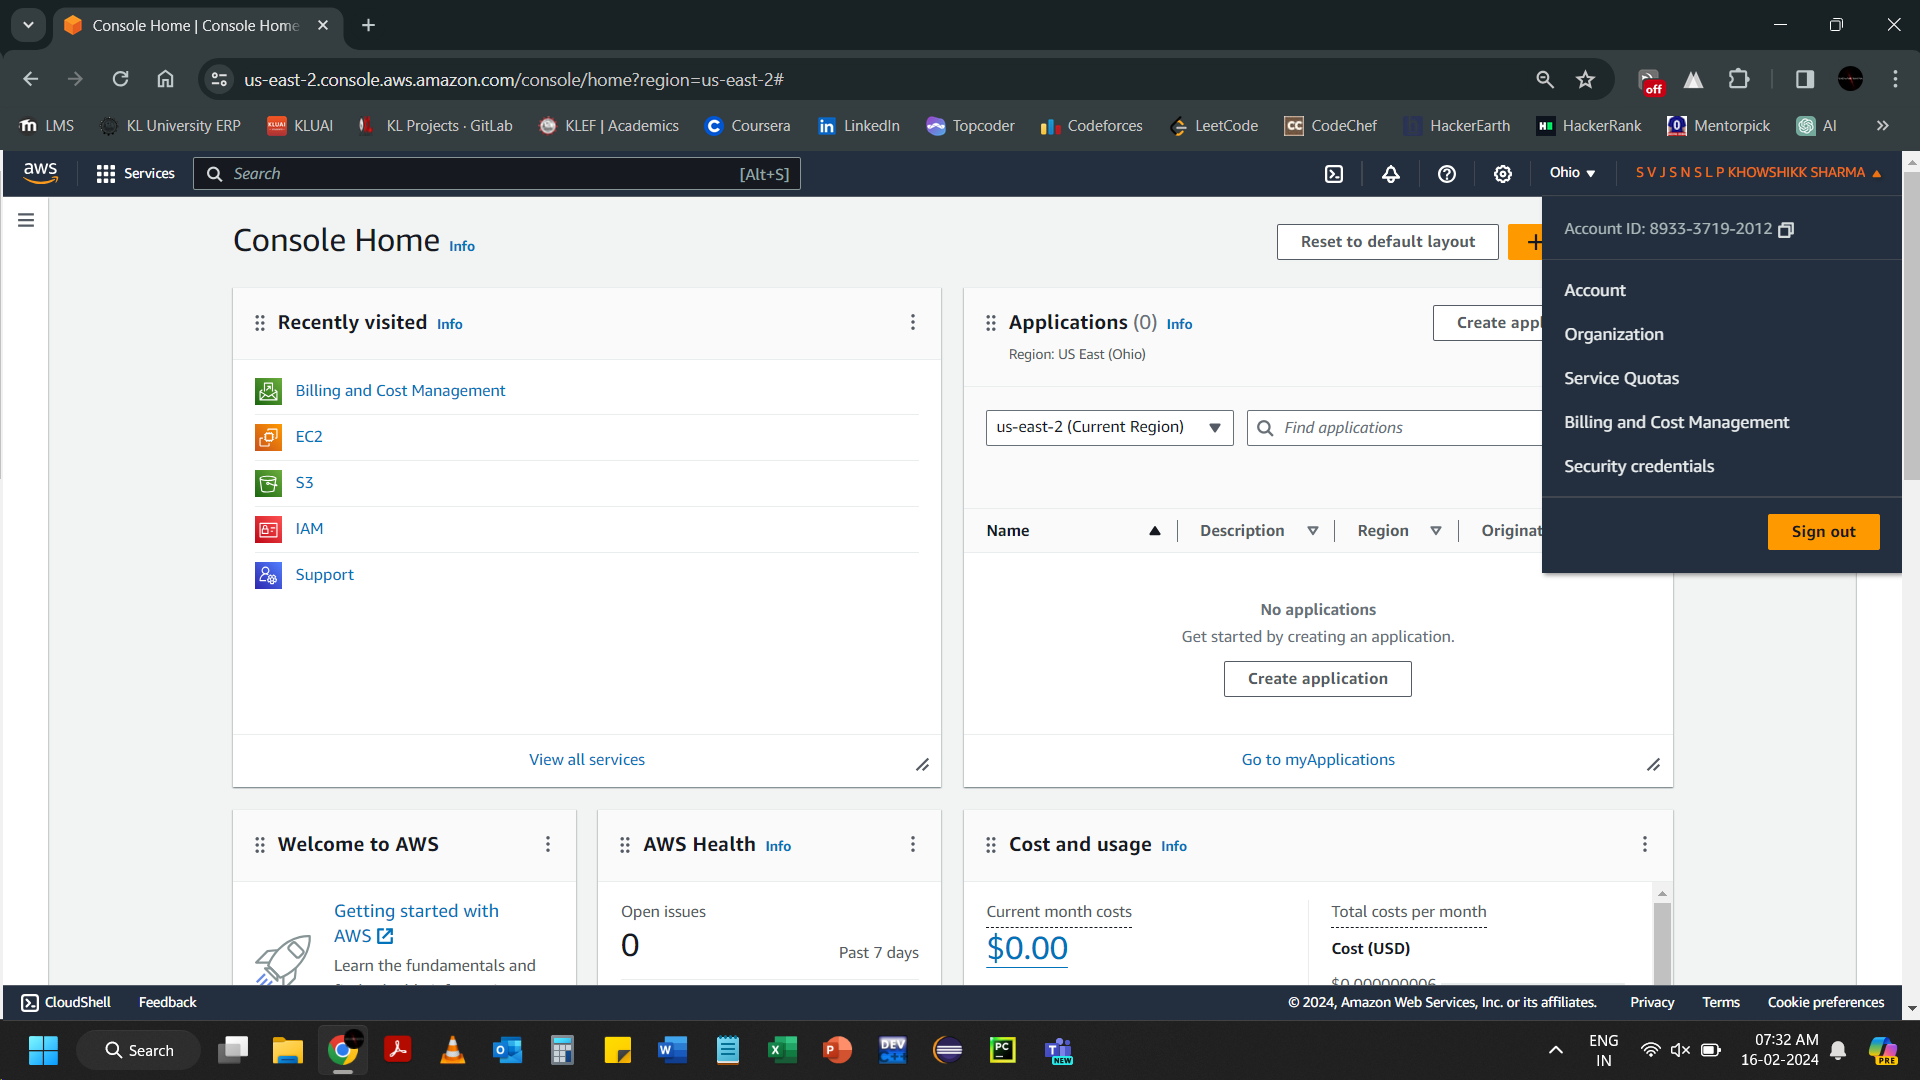 Console Home | Console Home
us-east-2.console.aws.amazon.com/console/home?region=us-east-2#
off
LMS KL University ERP KLUAI KL Projects · GitLab KLEF | Academics Coursera LinkedIn Topcoder Codeforces LeetCode CodeChef HackerEarth HackerRank Mentorpick AI
aws Services Search [Alt+S] Ohio S V J S N S L P KHOWSHIKK SHARMA
Account ID: 8933-3719-2012
Account
Organization
Service Quotas
Billing and Cost Management
Security credentials
Sign out
Console Home Info
Reset to default layout
Recently visited Info
Billing and Cost Management
EC2
S3
IAM
Support
View all services
Applications (0) Info
Create appl
Region: US East (Ohio)
us-east-2 (Current Region) Find applications
Name Description Region Originat
No applications
Get started by creating an application.
Create application
Go to myApplications
Welcome to AWS
Getting started with
AWS
Learn the fundamentals and
AWS Health Info
Open issues
0
Past 7 days
Cost and usage Info
Current month costs
$0.00
Total costs per month
Cost (USD)
$0.000000006
CloudShell Feedback © 2024, Amazon Web Services, Inc. or its affiliates. Privacy Terms Cookie preferences
Search
DEV
PC
NEW
ENG
IN
07:32 AM
16-02-2024
PRE